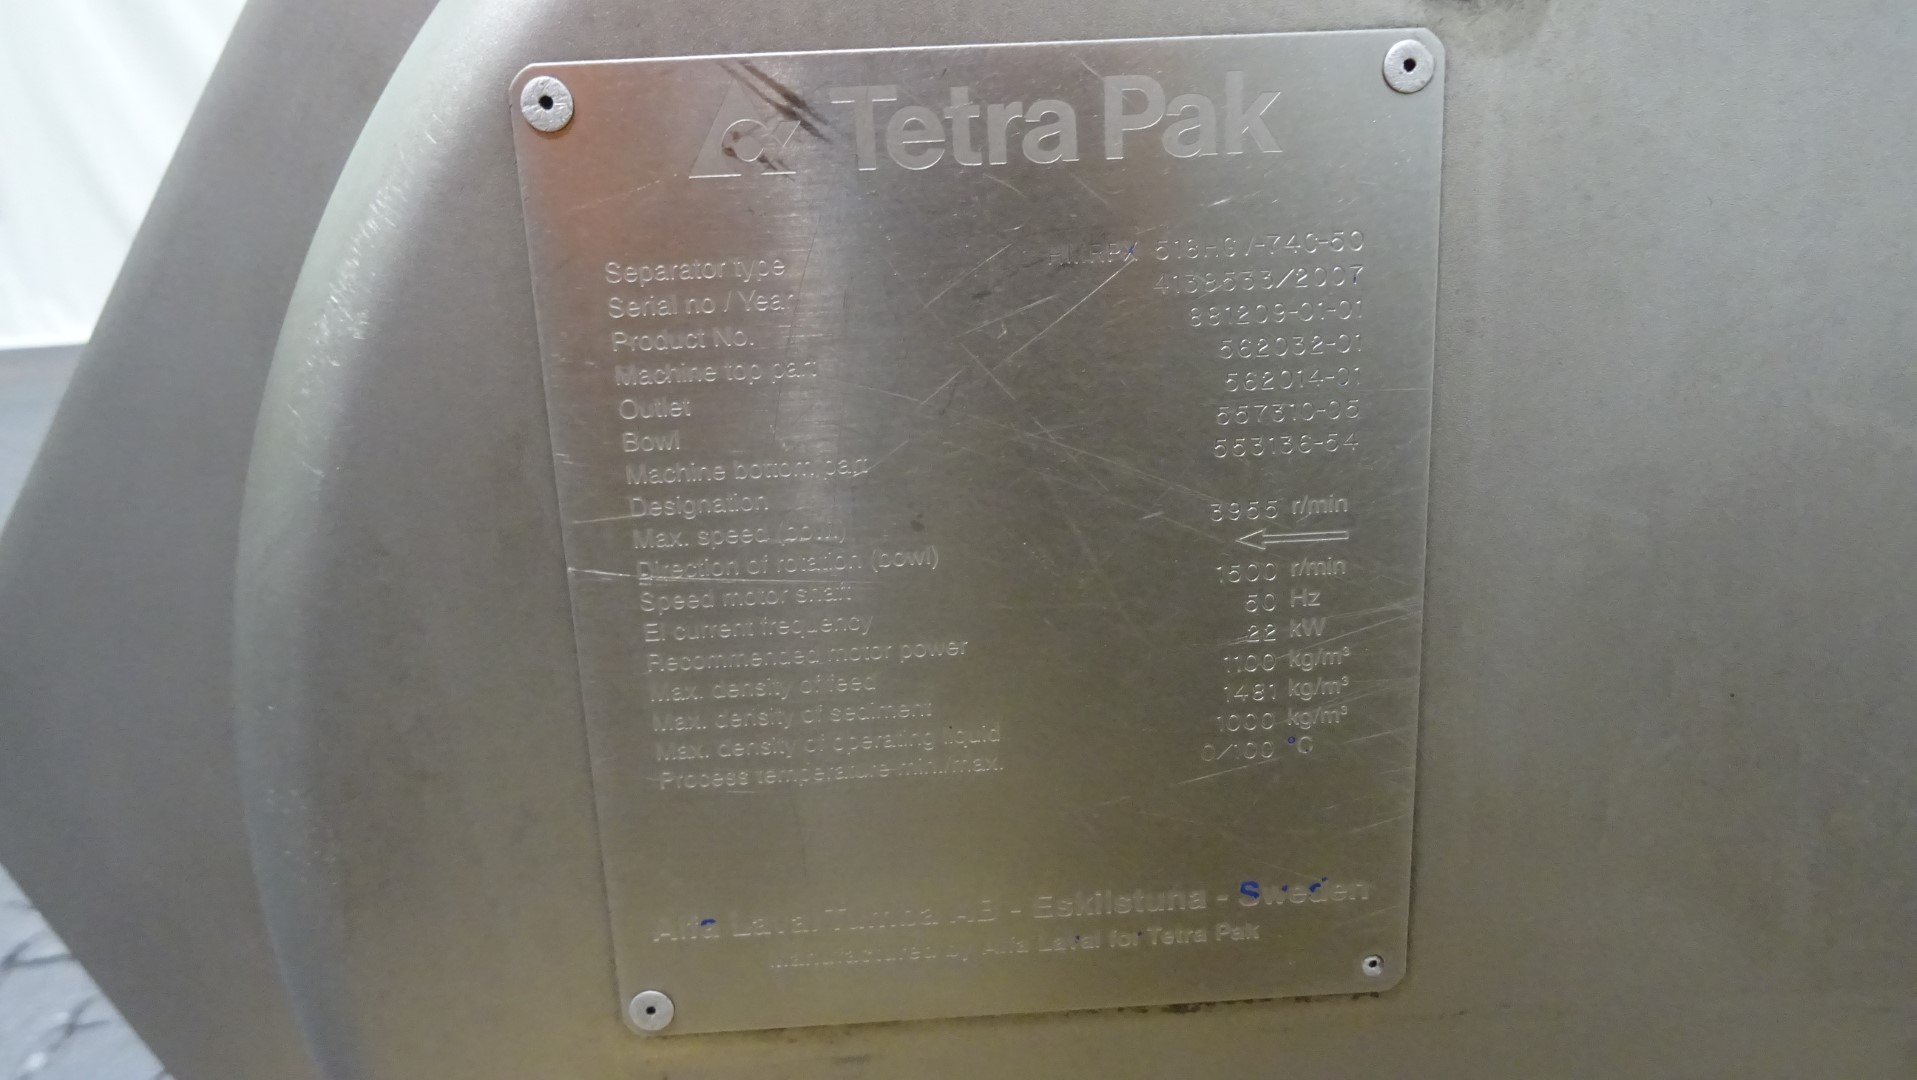 Tetra Pak
Separator type HMRPX 518HGV-74C-50
Serial no / Year 4139533/2007
Product No. 881209-01-01
Machine top part 562032-01
Outlet 562014-01
Bowl 557310-05
Machine bottom part 553136-54
Designation
Max. speed (bowl) 3955 r/min
Direction of rotation (bowl)
Speed motor shaft 1500 r/min
El current frequency 50 Hz
Recommended motor power 22 kW
Max. density of feed 1100 kg/m³
Max. density of sediment 1481 kg/m³
Max. density of operating liquid 1000 kg/m³
Process temperature min./max. 0/100 °C
Alfa Laval Tumba AB - Eskilstuna - Sweden
Manufactured by Alfa Laval for Tetra Pak